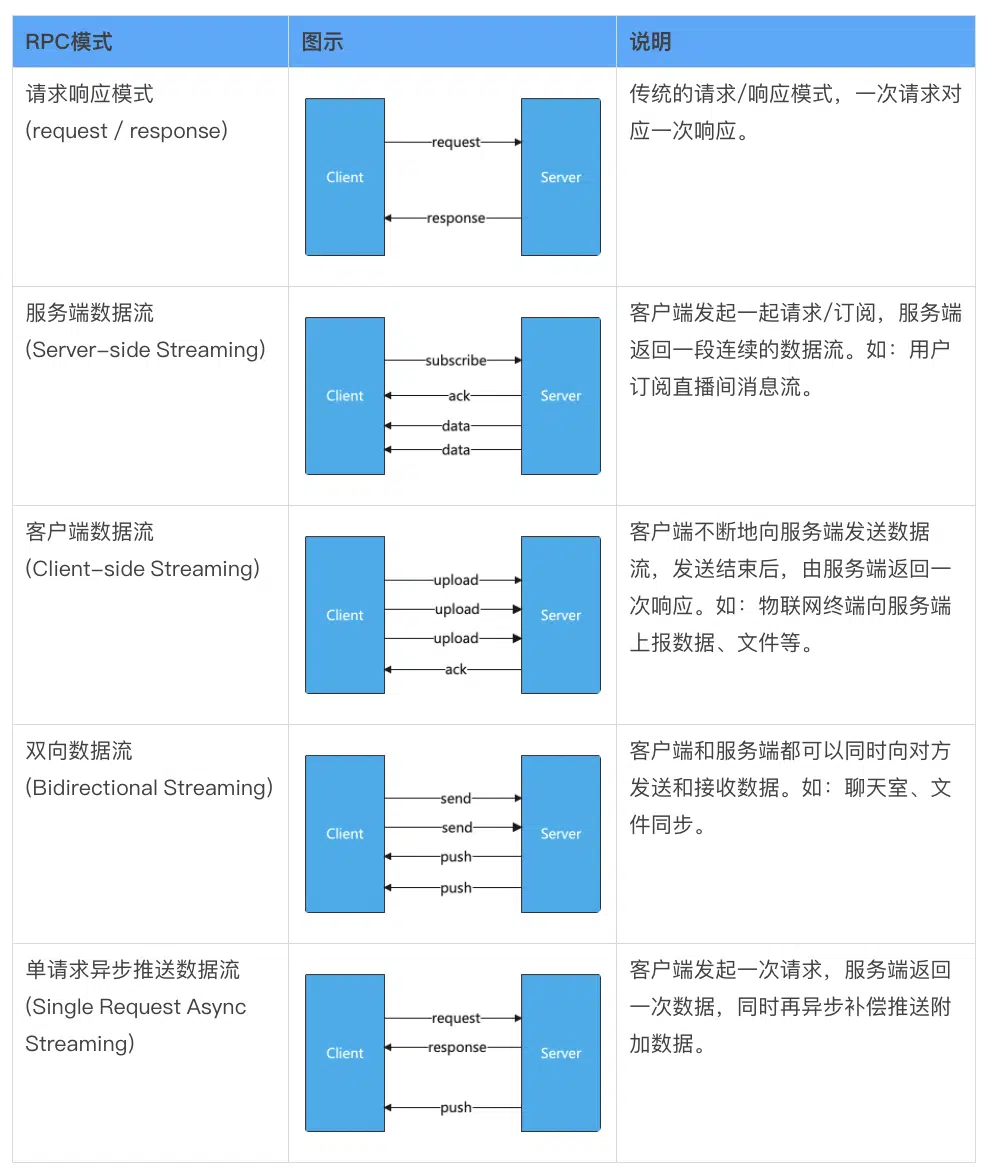 RPC模式
图示
说明
请求响应模式
(request / response)
Client
request
response
Server
传统的请求/响应模式，一次请求对
应一次响应。
服务端数据流
(Server-side Streaming)
Client
subscribe
ack
data
data
Server
客户端发起一起请求/订阅，服务端
返回一段连续的数据流。如：用户
订阅直播间消息流。
客户端数据流
(Client-side Streaming)
Client
upload
upload
upload
ack
Server
客户端不断地向服务端发送数据
流，发送结束后，由服务端返回一
次响应。如：物联网终端向服务端
上报数据、文件等。
双向数据流
(Bidirectional Streaming)
Client
send
send
push
push
Server
客户端和服务端都可以同时向对方
发送和接收数据。如：聊天室、文
件同步。
单请求异步推送数据流
(Single Request Async
Streaming)
Client
request
response
push
Server
客户端发起一次请求，服务端返回
一次数据，同时再异步补偿推送附
加数据。